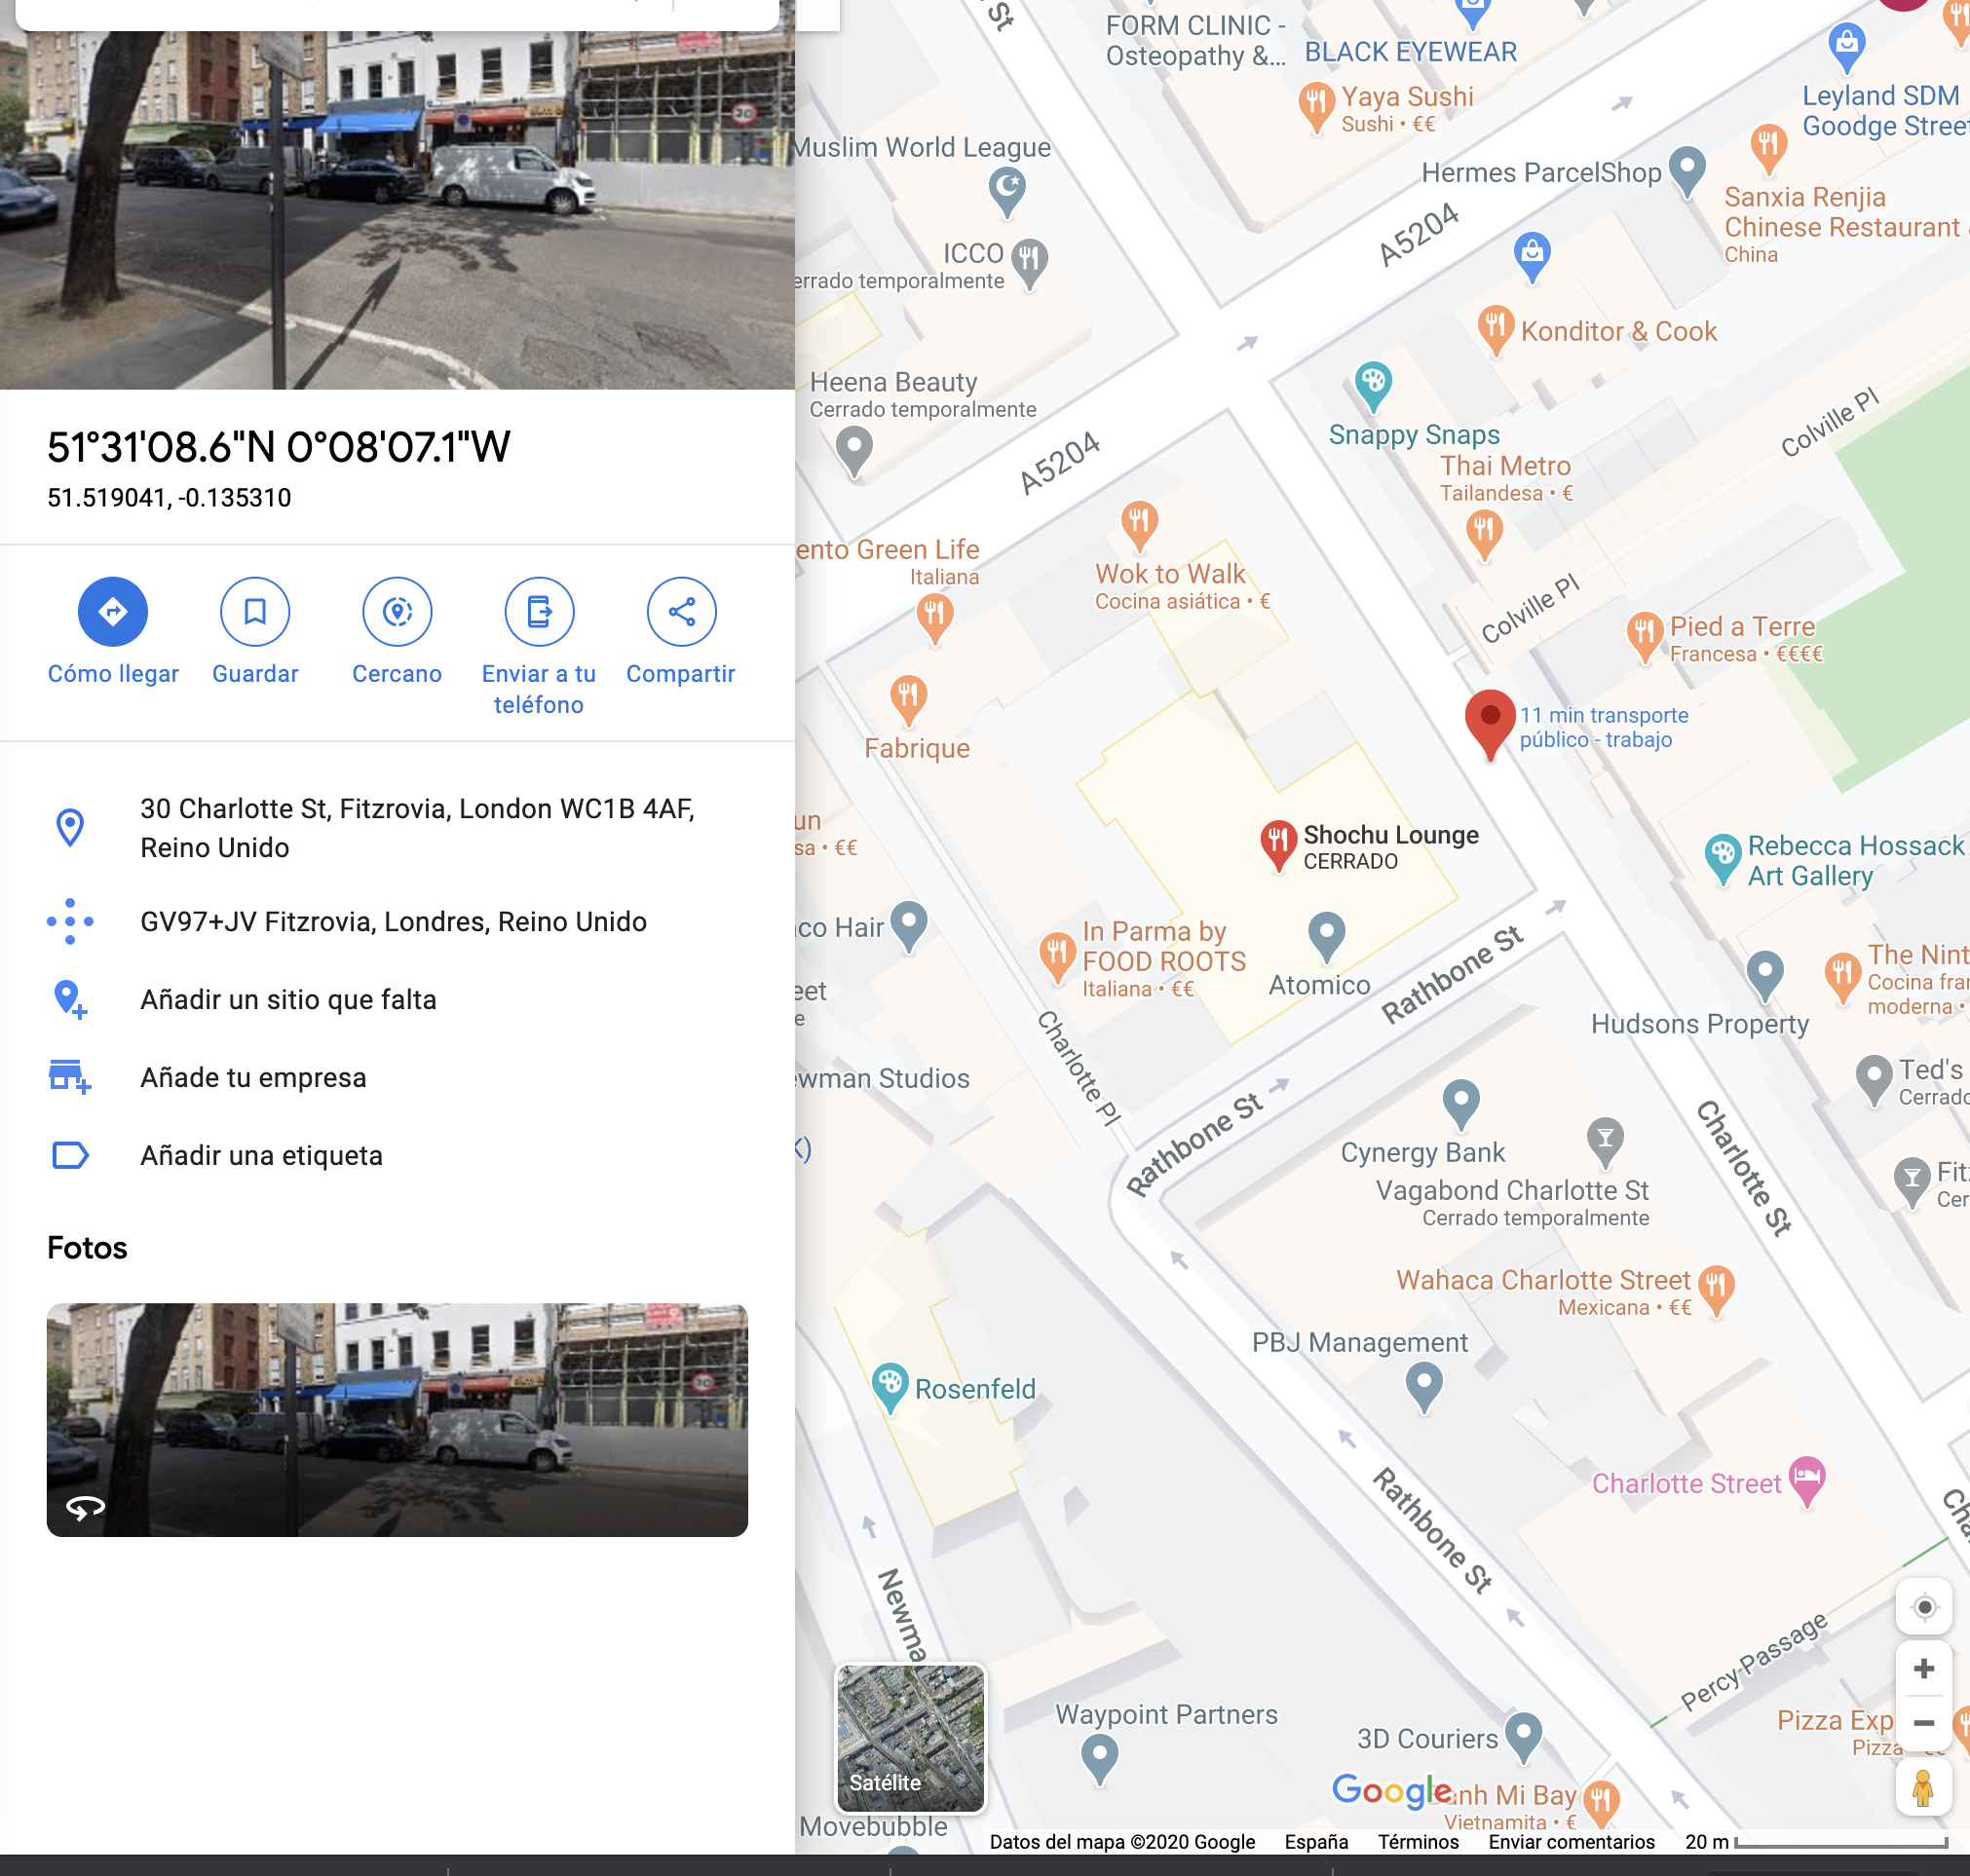 51°31'08.6"N 0°08'07.1"W
51.519041, -0.135310
Cómo llegar
Guardar
Cercano
Enviar a tu
teléfono
Compartir
30 Charlotte St, Fitzrovia, London WC1B 4AF,
Reino Unido
GV97+JV Fitzrovia, Londres, Reino Unido
Añadir un sitio que falta
Añade tu empresa
Añadir una etiqueta
Fotos
30
30
St
FORM CLINIC -
Osteopathy &...
BLACK EYEWEAR
Yaya Sushi
Sushi • €€
Leyland SDM
Goodge Street
Muslim World League
Hermes ParcelShop
Sanxia Renjia
Chinese Restaurant
China
A5204
ICCO
errado temporalmente
Konditor & Cook
Heena Beauty
Cerrado temporalmente
Snappy Snaps
A5204
Thai Metro
Tailandesa • €
Colville Pl
ento Green Life
Italiana
Wok to Walk
Cocina asiática • €
Colville Pl
Pied a Terre
Francesa • €€€€
Fabrique
11 min transporte
público - trabajo
un
sa • €€
Shochu Lounge
CERRADO
Rebecca Hossack
Art Gallery
co Hair
In Parma by
FOOD ROOTS
Italiana • €€
Atomico
Rathbone St
The Nint
Cocina fran
moderna •
eet
e
Hudsons Property
Charlotte Pl
ewman Studios
Ted's
Cerrado
Rathbone St
Cynergy Bank
Charlotte St
K)
Vagabond Charlotte St
Cerrado temporalmente
Fitz
Cer
Wahaca Charlotte Street
Mexicana • €€
PBJ Management
Rosenfeld
Charlotte Street
Cha
Rathbone St
Newma
Percy Passage
Waypoint Partners
3D Couriers
Pizza Exp
Pizza €€
Satélite
Google
Banh Mi Bay
Vietnamita • €
Movebubble
Datos del mapa ©2020 Google España Términos Enviar comentarios 20 m